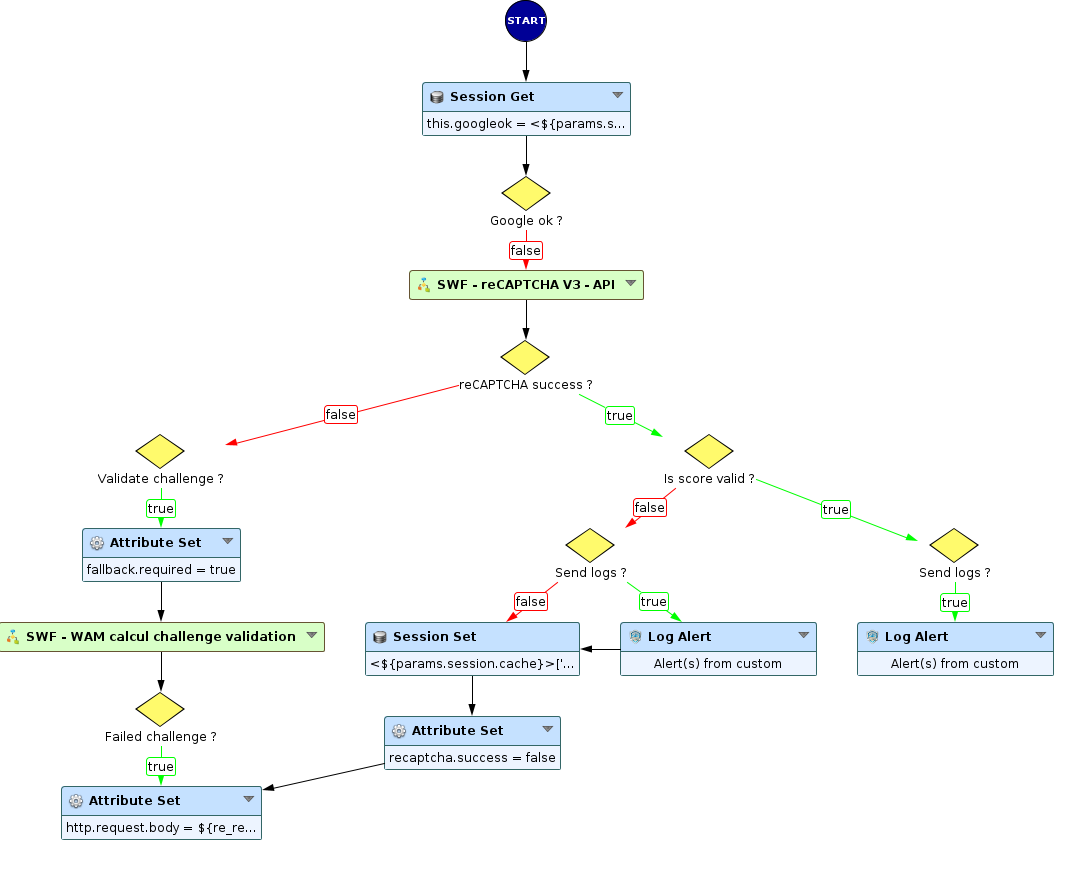 START
Session Get
this.googleok = <${params.s...
Google ok ?
false
SWF - reCAPTCHA V3 - API
reCAPTCHA success ?
false
true
Validate challenge ?
Is score valid ?
true
false
true
Attribute Set
fallback.required = true
Send logs ?
Send logs ?
false
true
true
SWF - WAM calcul challenge validation
Session Set
<${params.session.cache}>['...
Log Alert
Alert(s) from custom
Log Alert
Alert(s) from custom
Failed challenge ?
Attribute Set
recaptcha.success = false
true
Attribute Set
http.request.body = ${re_re...